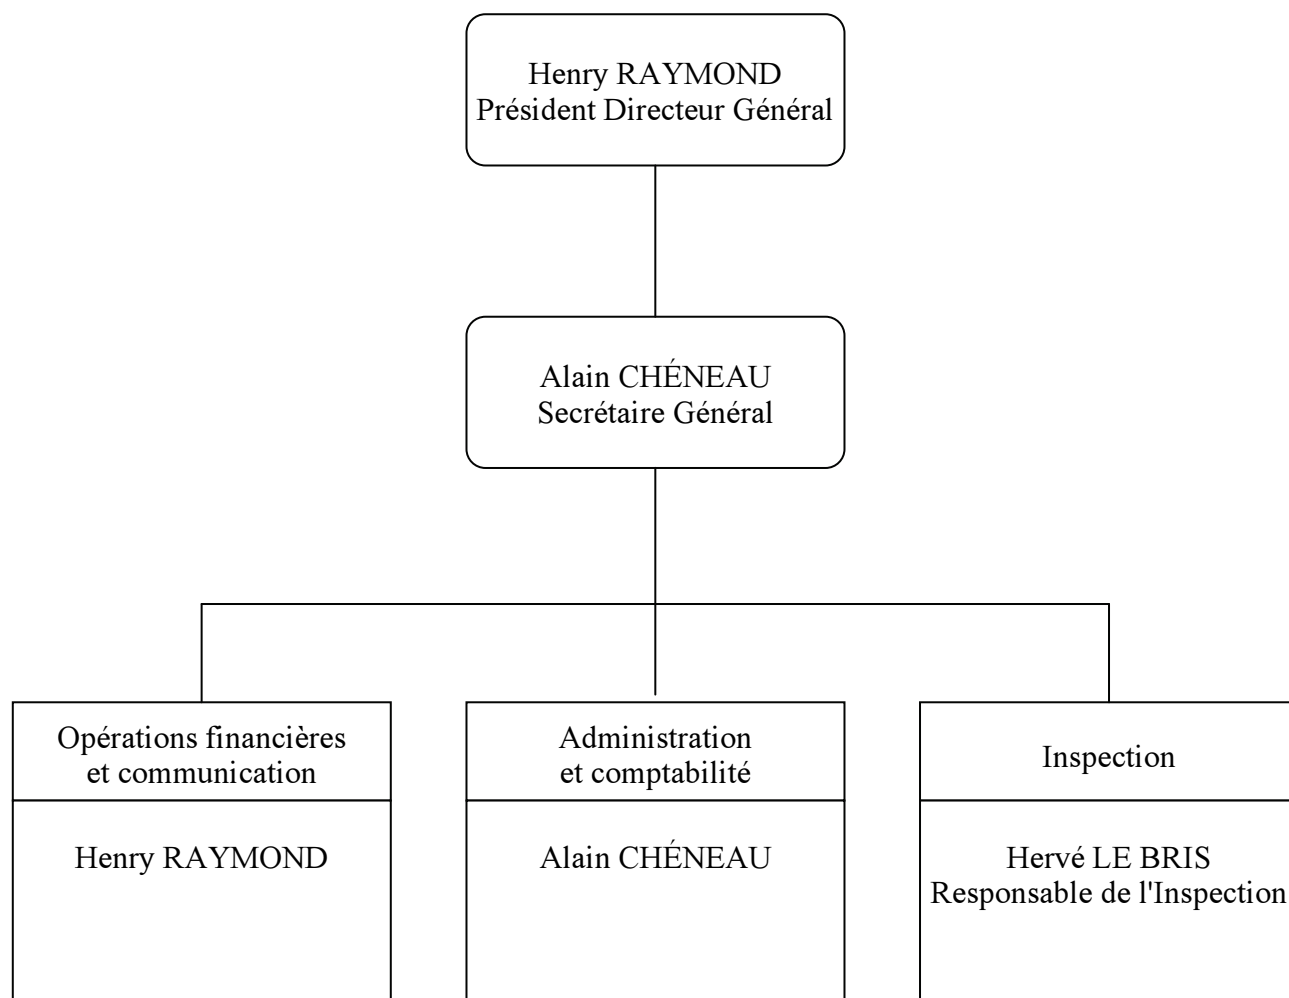 Henry RAYMOND
Président Directeur Général
Alain CHÉNEAU
Secrétaire Général
Opérations financières
et communication
Henry RAYMOND
Administration
et comptabilité
Alain CHÉNEAU
Inspection
Hervé LE BRIS
Responsable de l'Inspection